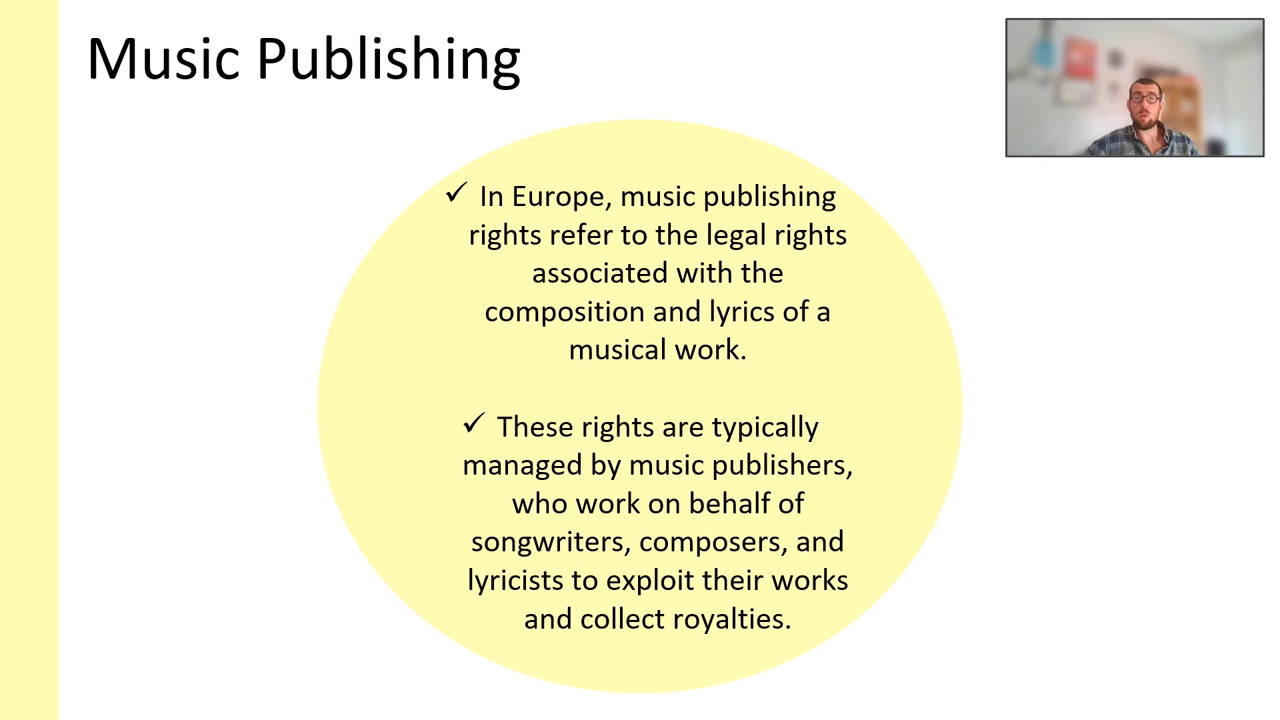 Music Publishing
✓ In Europe, music publishing
rights refer to the legal rights
associated with the
composition and lyrics of a
musical work.
✓ These rights are typically
managed by music publishers,
who work on behalf of
songwriters, composers, and
lyricists to exploit their works
and collect royalties.